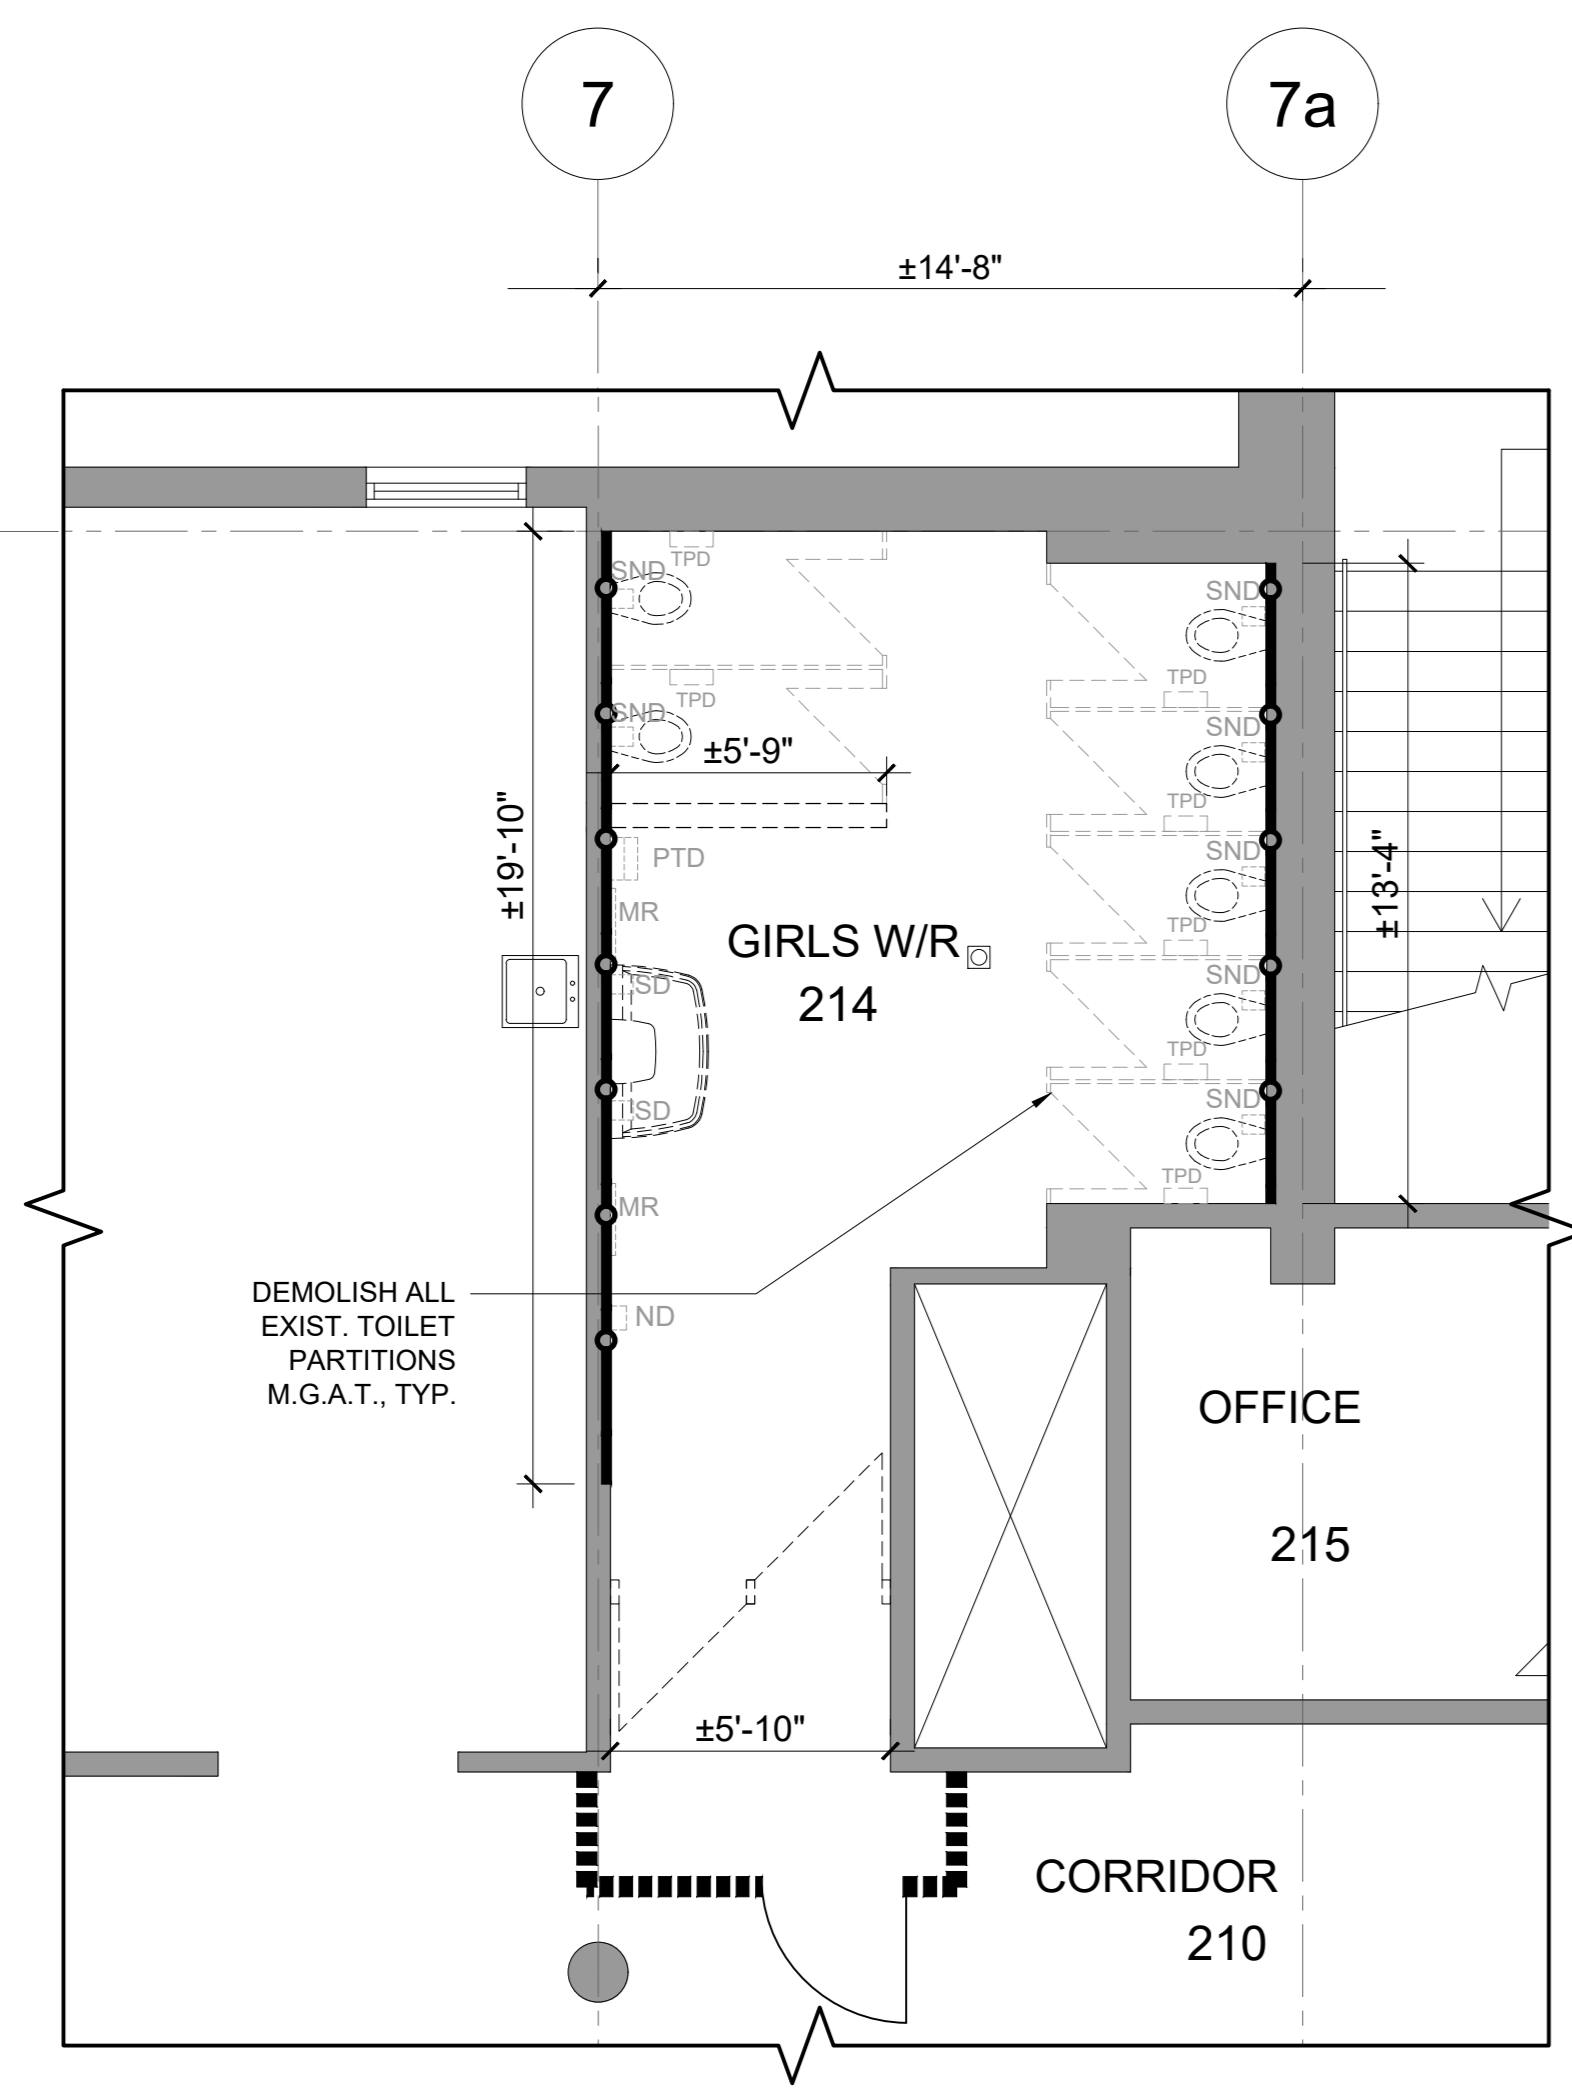 7
7a
±14'-8"
TPD
SND
SND
TPD
TPD
SND
SND
±5'-9"
TPD
±19'-10"
±13'-4"
PTD
SND
MR
TPD
GIRLS W/R
214
SD
SND
TPD
SD
SND
TPD
MR
DEMOLISH ALL
EXIST. TOILET
PARTITIONS
M.G.A.T., TYP.
ND
OFFICE
215
±5'-10"
CORRIDOR
210